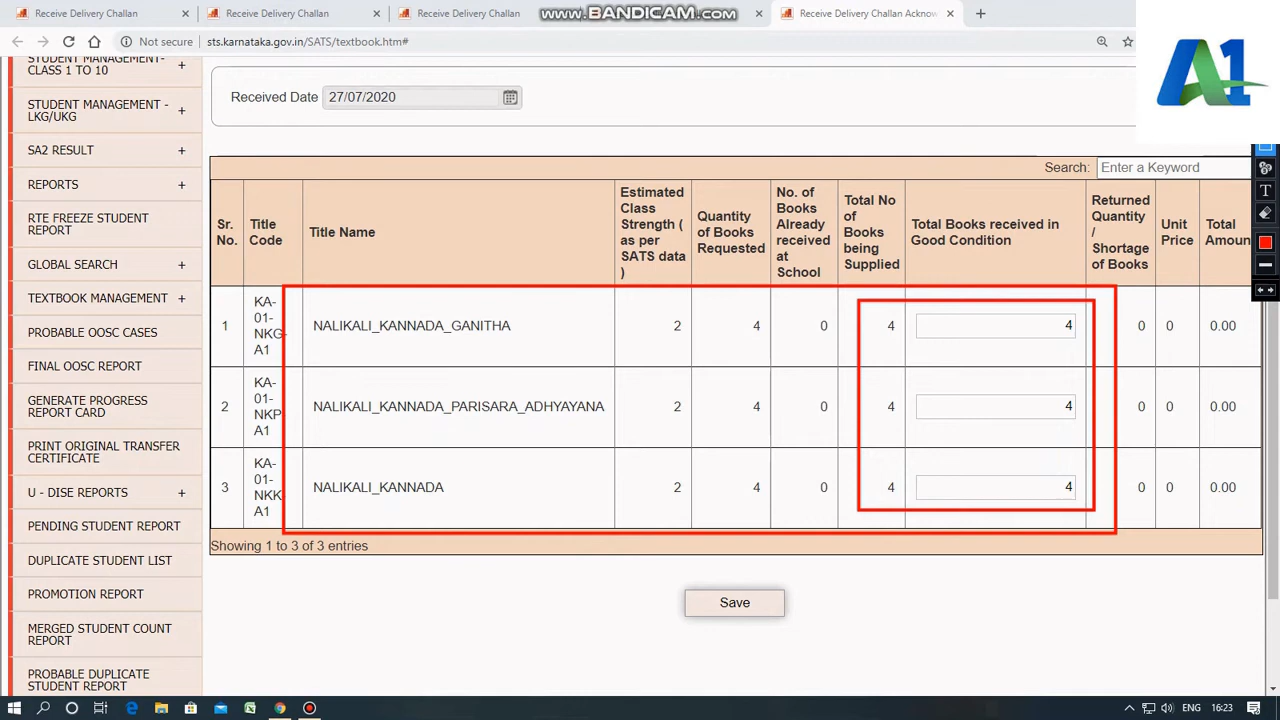 Receive Delivery Challan
Receive Delivery Challan
Receive Delivery Challan
www.BANDICAM.com
Receive Delivery Challan Acknow
Not secure
sts.karnataka.gov.in/SATS/textbook.htm#
A1
STUDENT MANAGEMENT-
CLASS 1 TO 10 +
STUDENT MANAGEMENT -
LKG/UKG +
SA2 RESULT +
REPORTS +
RTE FREEZE STUDENT
REPORT
GLOBAL SEARCH +
TEXTBOOK MANAGEMENT +
PROBABLE OOSC CASES
FINAL OOSC REPORT
GENERATE PROGRESS
REPORT CARD
PRINT ORIGINAL TRANSFER
CERTIFICATE
U - DISE REPORTS +
PENDING STUDENT REPORT
DUPLICATE STUDENT LIST
PROMOTION REPORT
MERGED STUDENT COUNT
REPORT
PROBABLE DUPLICATE
STUDENT REPORT
Received Date 27/07/2020
Search: Enter a Keyword
Sr.
No.
Title
Code
Title Name
Estimated
Class
Strength (
as per
SATS data
)
Quantity
of Books
Requested
No. of
Books
Already
received
at
School
Total No
of
Books
being
Supplied
Total Books received in
Good Condition
Returned
Quantity
/
Shortage
of Books
Unit
Price
Total
Amoun
1
KA-
01-
NKG-
A1
NALIKALI_KANNADA_GANITHA 2 4 0 4 4 0 0 0.00
2
KA-
01-
NKP
A1
NALIKALI_KANNADA_PARISARA_ADHYAYANA 2 4 0 4 4 0 0 0.00
3
KA-
01-
NKK
A1
NALIKALI_KANNADA 2 4 0 4 4 0 0 0.00
Showing 1 to 3 of 3 entries
Save
T
ENG 16:23